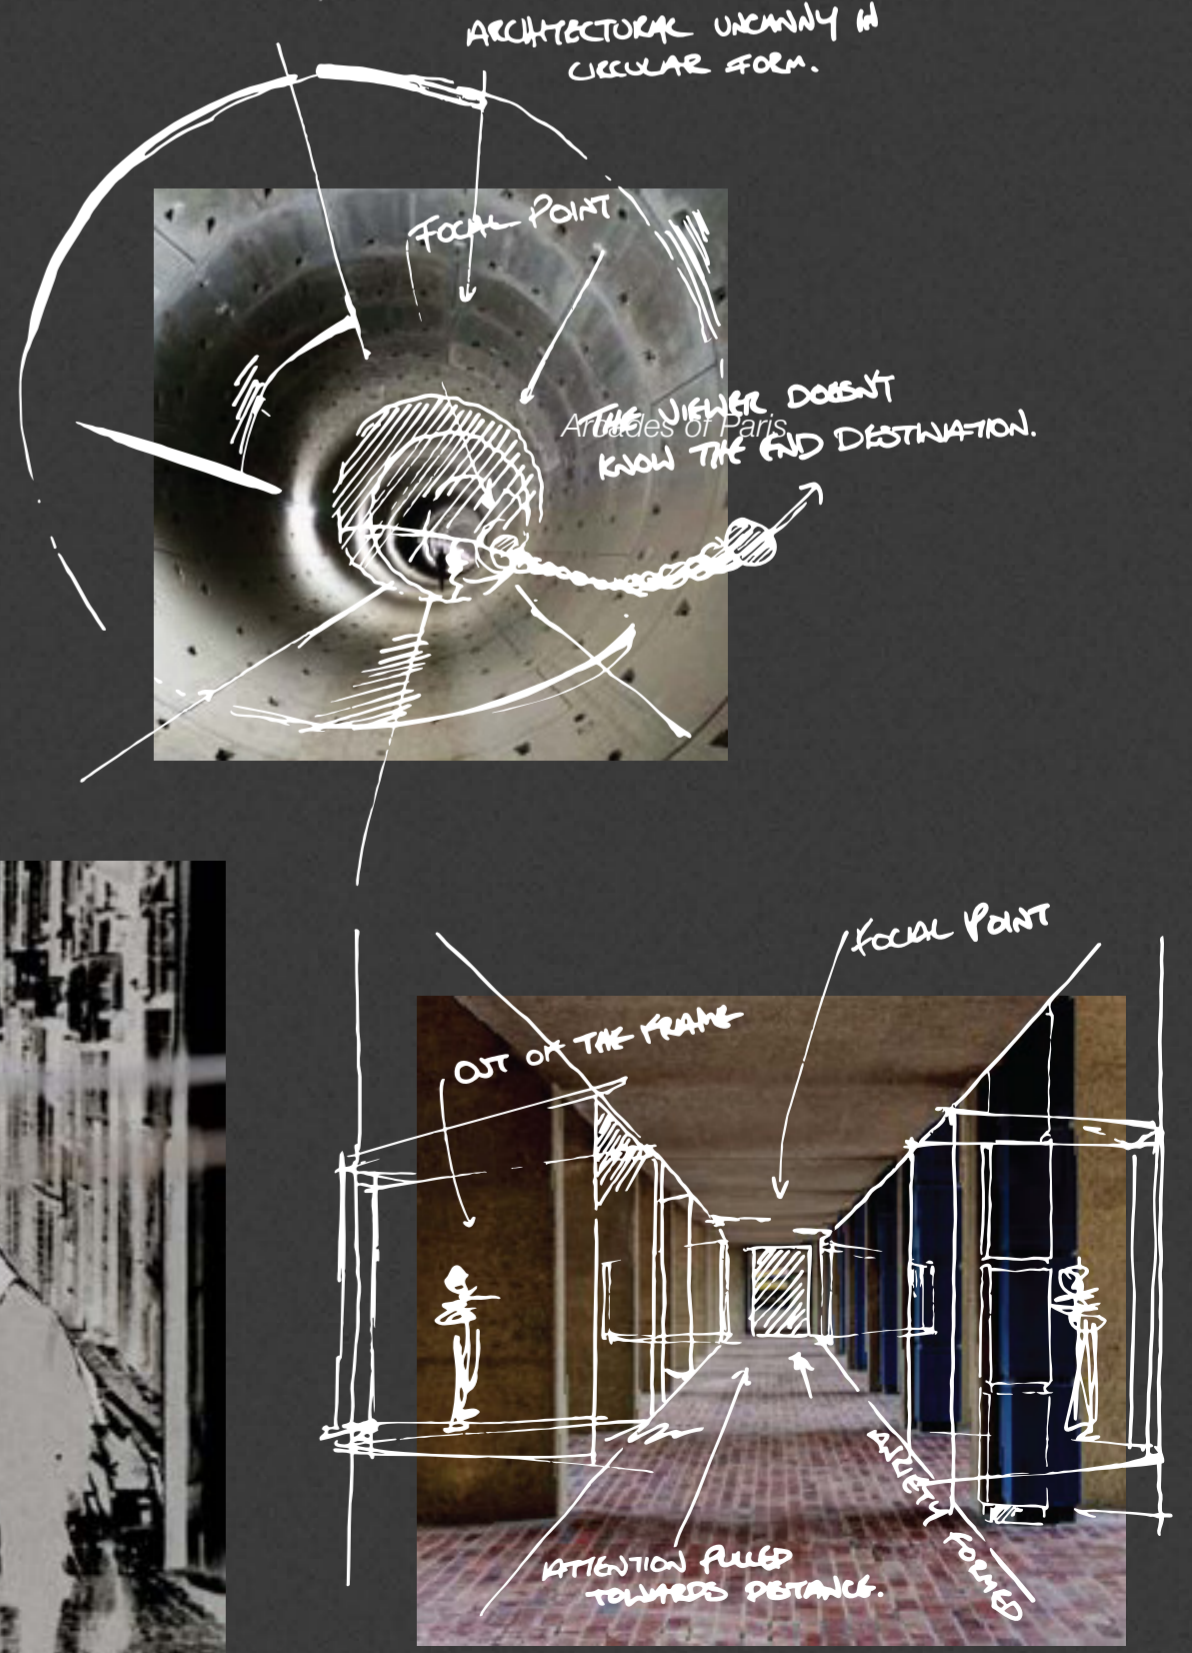 ARCHITECTURAL UNCANNY IN
CIRCULAR FORM.
FOCAL POINT
THE VIEWER DOESNT
Arcades of Paris
KNOW THE END DESTINATION.
FOCAL POINT
OUT OF THE FRAME
ANXIETY FORMED
ATTENTION PULLED
TOWARDS DISTANCE.